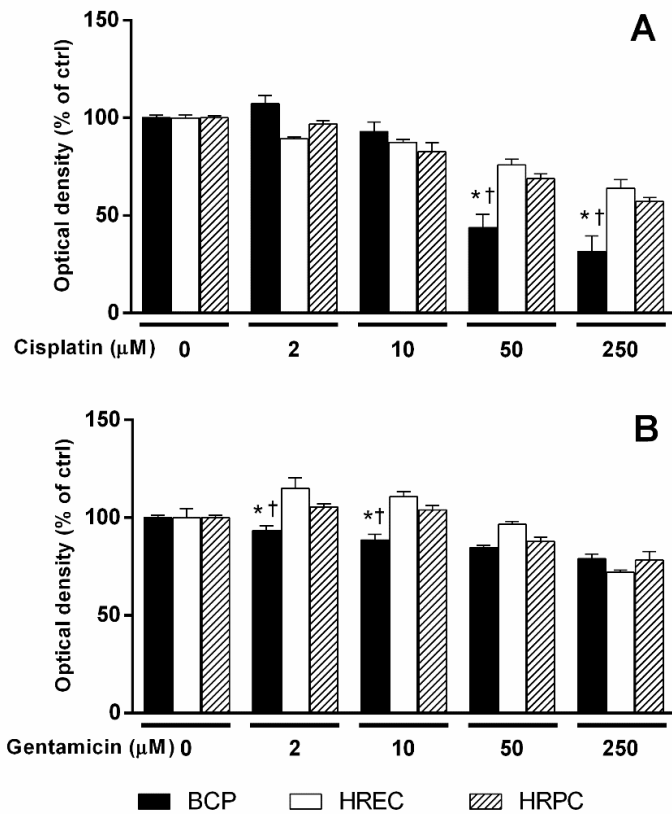 A
Optical density (% of ctrl)
150
100
50
0
* †
* †
Cisplatin (μM) 0 2 10 50 250
B
Optical density (% of ctrl)
150
100
50
0
* †
*†
Gentamicin (μM) 0 2 10 50 250
BCP HREC HRPC